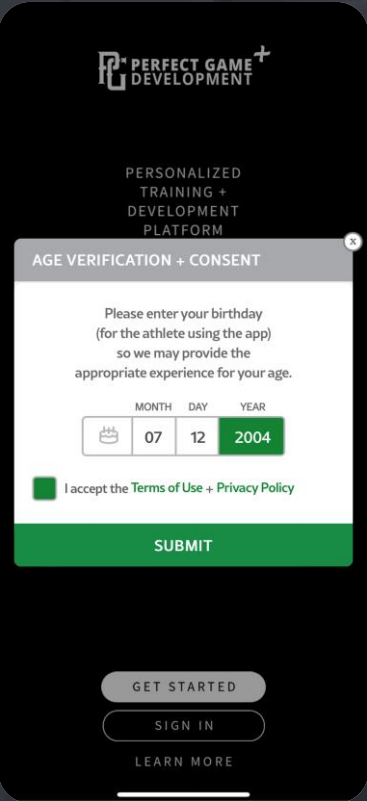 PG PERFECT GAME +
DEVELOPMENT
PERSONALIZED
TRAINING +
DEVELOPMENT
PLATFORM
x
AGE VERIFICATION + CONSENT
Please enter your birthday
(for the athlete using the app)
so we may provide the
appropriate experience for your age.
MONTH DAY YEAR
07 12 2004
I accept the Terms of Use + Privacy Policy
SUBMIT
GET STARTED
SIGN IN
LEARN MORE